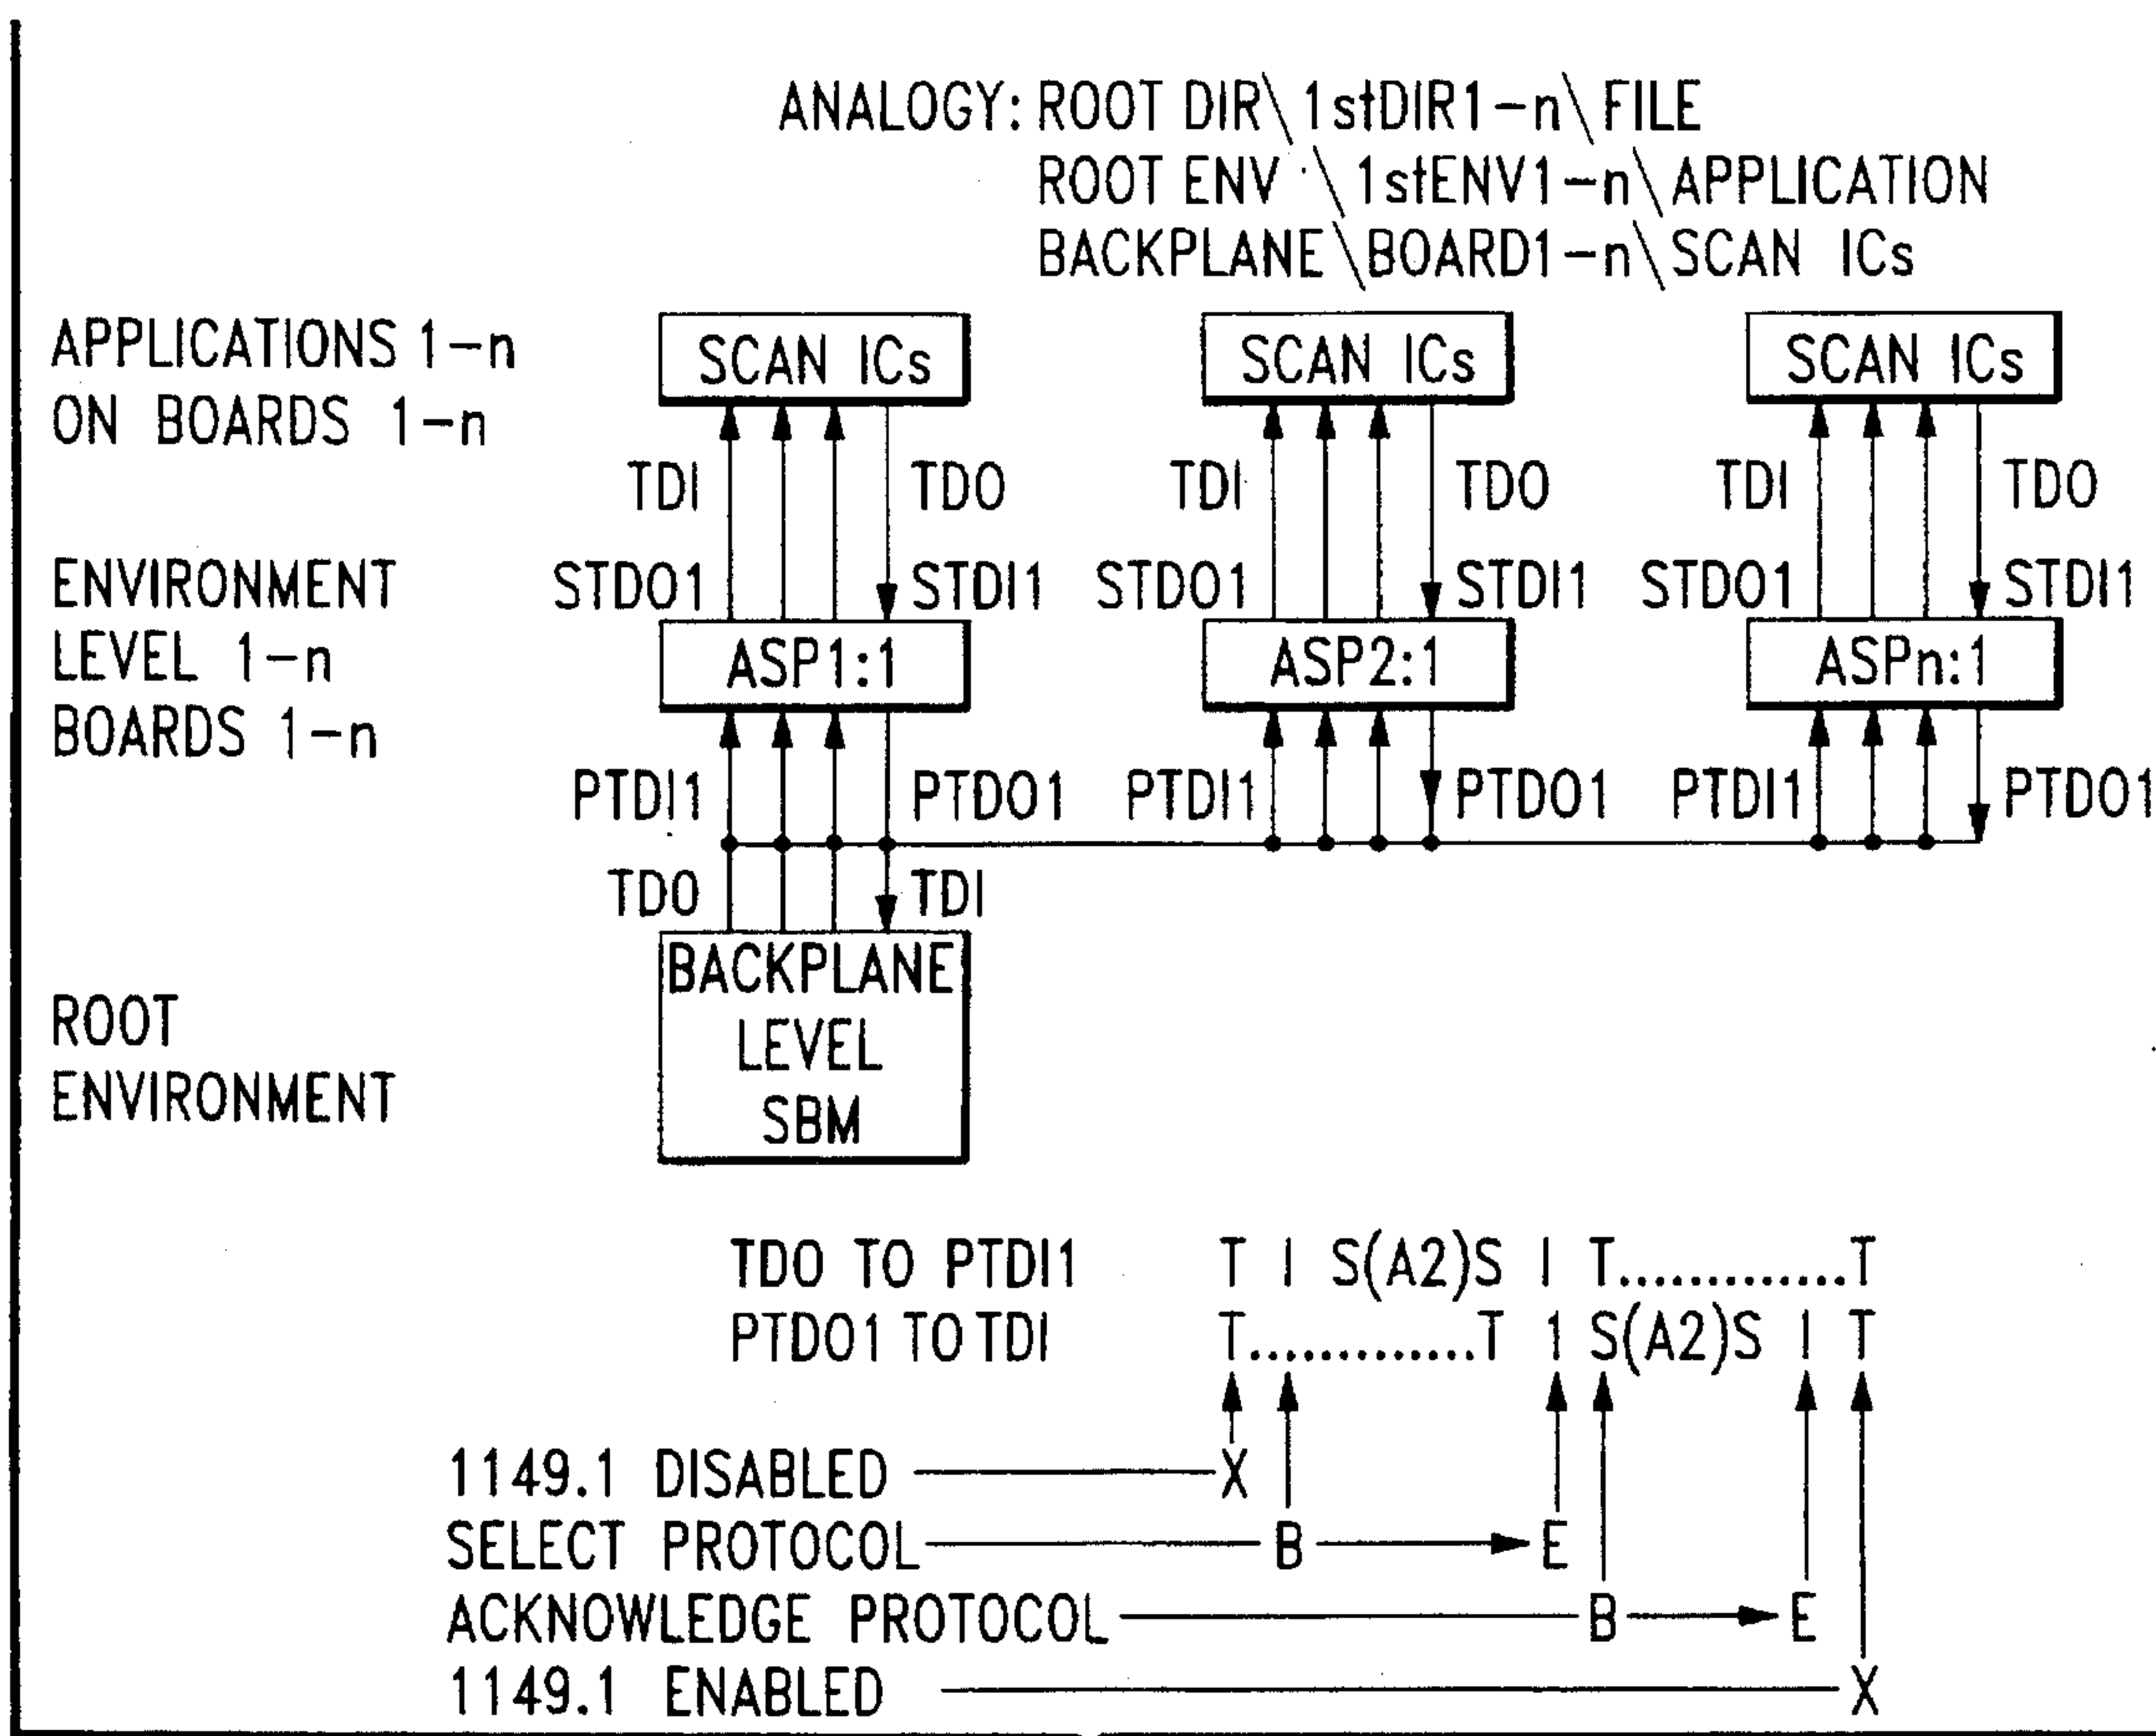 ANALOGY: ROOT DIR\1stDIR1-n\FILE
ROOT ENV \1stENV1-n\APPLICATION
BACKPLANE\BOARD1-n\SCAN ICs
APPLICATIONS 1-n
ON BOARDS 1-n
SCAN ICs SCAN ICs SCAN ICs
TDI TDO TDI TDO TDI TDO
ENVIRONMENT
LEVEL 1-n
BOARDS 1-n
STDO1 STDI1 STDO1 STDI1 STDO1 STDI1
ASP1:1 ASP2:1 ASPn:1
PTDI1 PTDO1 PTDI1 PTDO1 PTDI1 PTDO1
TDO TDI
BACKPLANE
LEVEL
SBM
ROOT
ENVIRONMENT
TDO TO PTDI1 T I S(A2)S I T.............T
PTDO1 TO TDI T.............T 1 S(A2)S I T
1149.1 DISABLED X
SELECT PROTOCOL B E
ACKNOWLEDGE PROTOCOL B E
1149.1 ENABLED X